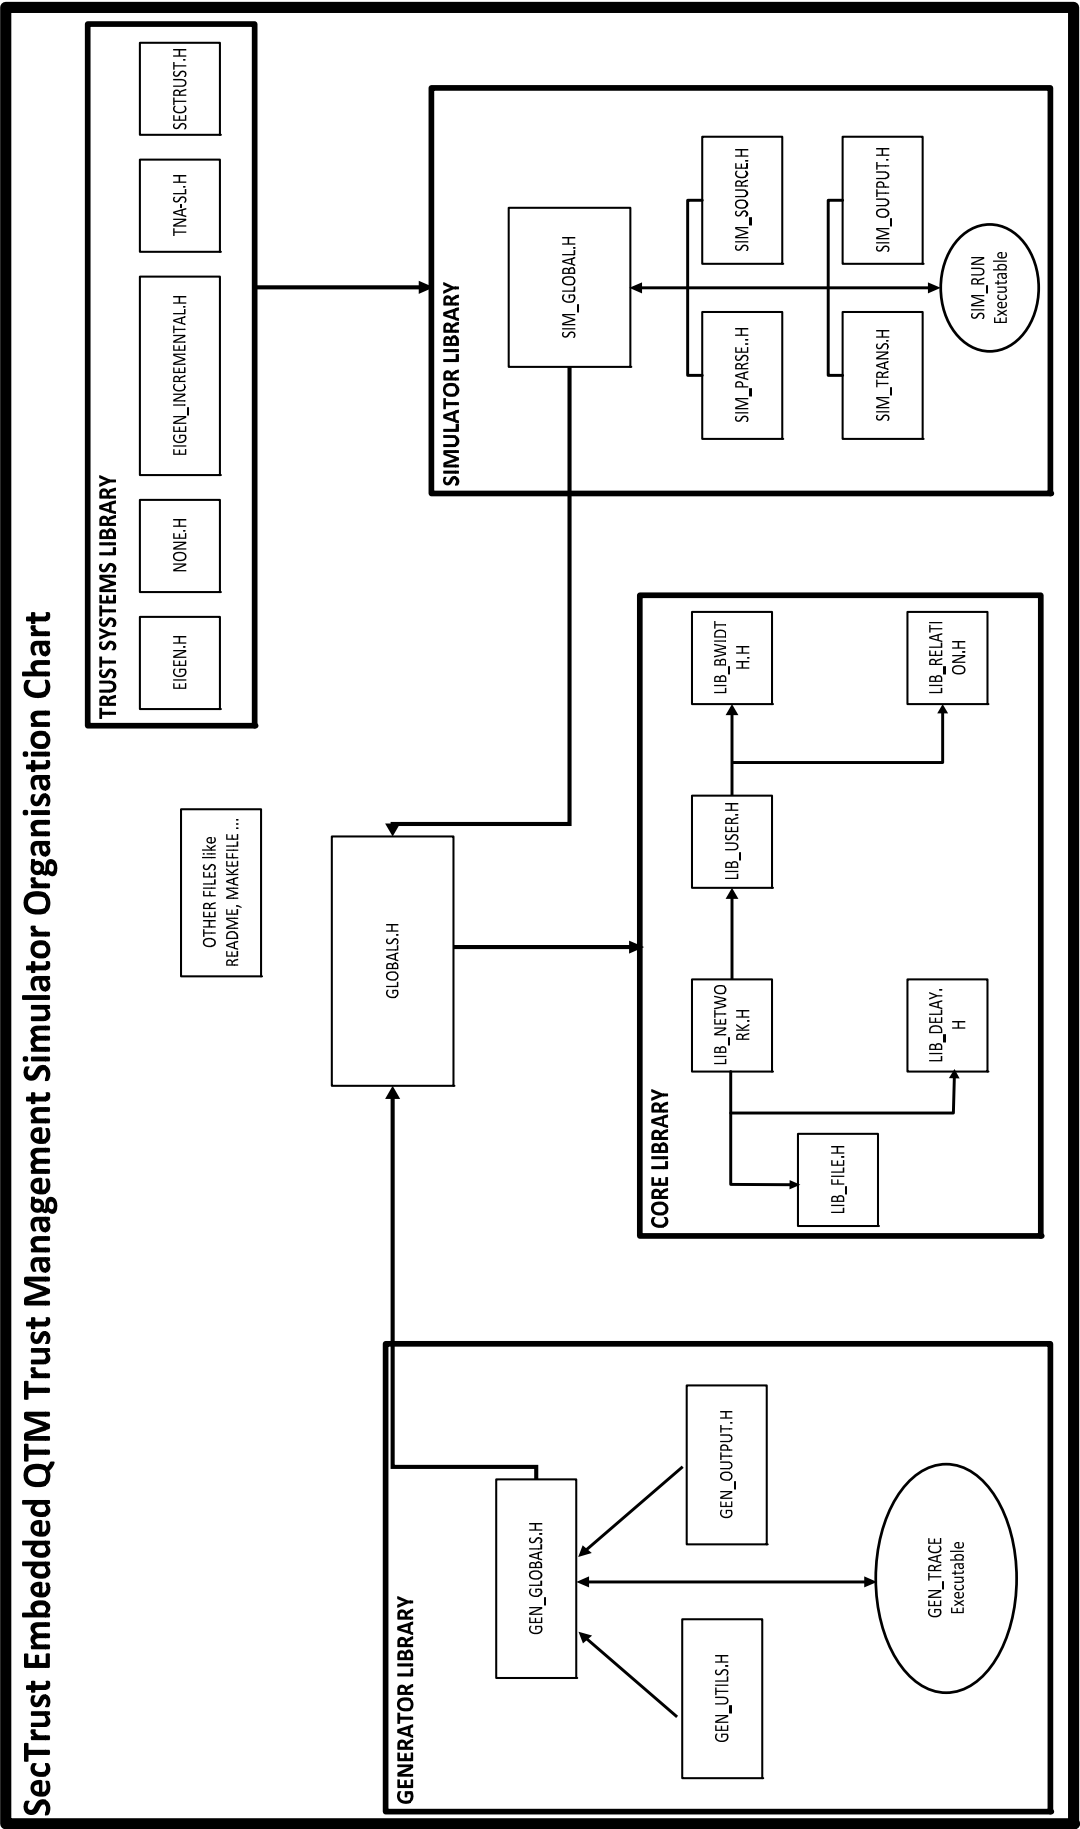 SecTrust Embedded QTM Trust Management Simulator Organisation Chart
TRUST SYSTEMS LIBRARY
EIGEN.H
NONE.H
EIGEN_INCREMENTAL.H
TNA-SL.H
SECTRUST.H
OTHER FILES like
README, MAKEFILE ...
GLOBALS.H
GENERATOR LIBRARY
GEN_GLOBALS.H
GEN_UTILS.H
GEN_OUTPUT.H
GEN_TRACE
Executable
CORE LIBRARY
LIB_NETWO
RK.H
LIB_USER.H
LIB_BWIDT
H.H
LIB_FILE.H
LIB_DELAY.
H
LIB_RELATI
ON.H
SIMULATOR LIBRARY
SIM_GLOBAL.H
SIM_PARSE..H
SIM_SOURCE.H
SIM_TRANS.H
SIM_OUTPUT.H
SIM_RUN
Executable